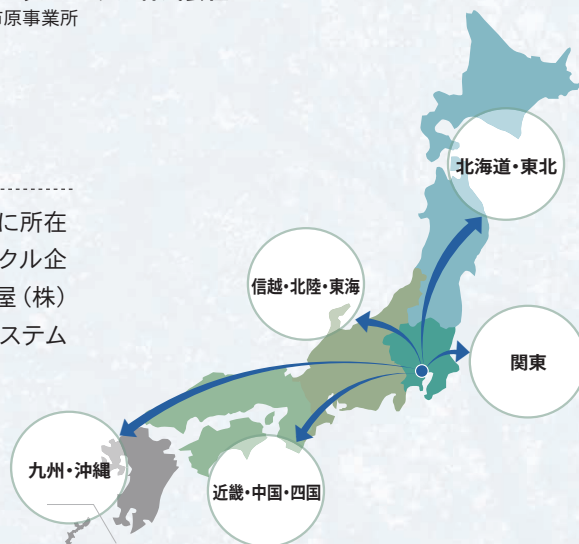 市原事業所
に所在
クル企
屋（株）
システム
北海道・東北
信越・北陸・東海
関東
九州・沖縄
近畿・中国・四国